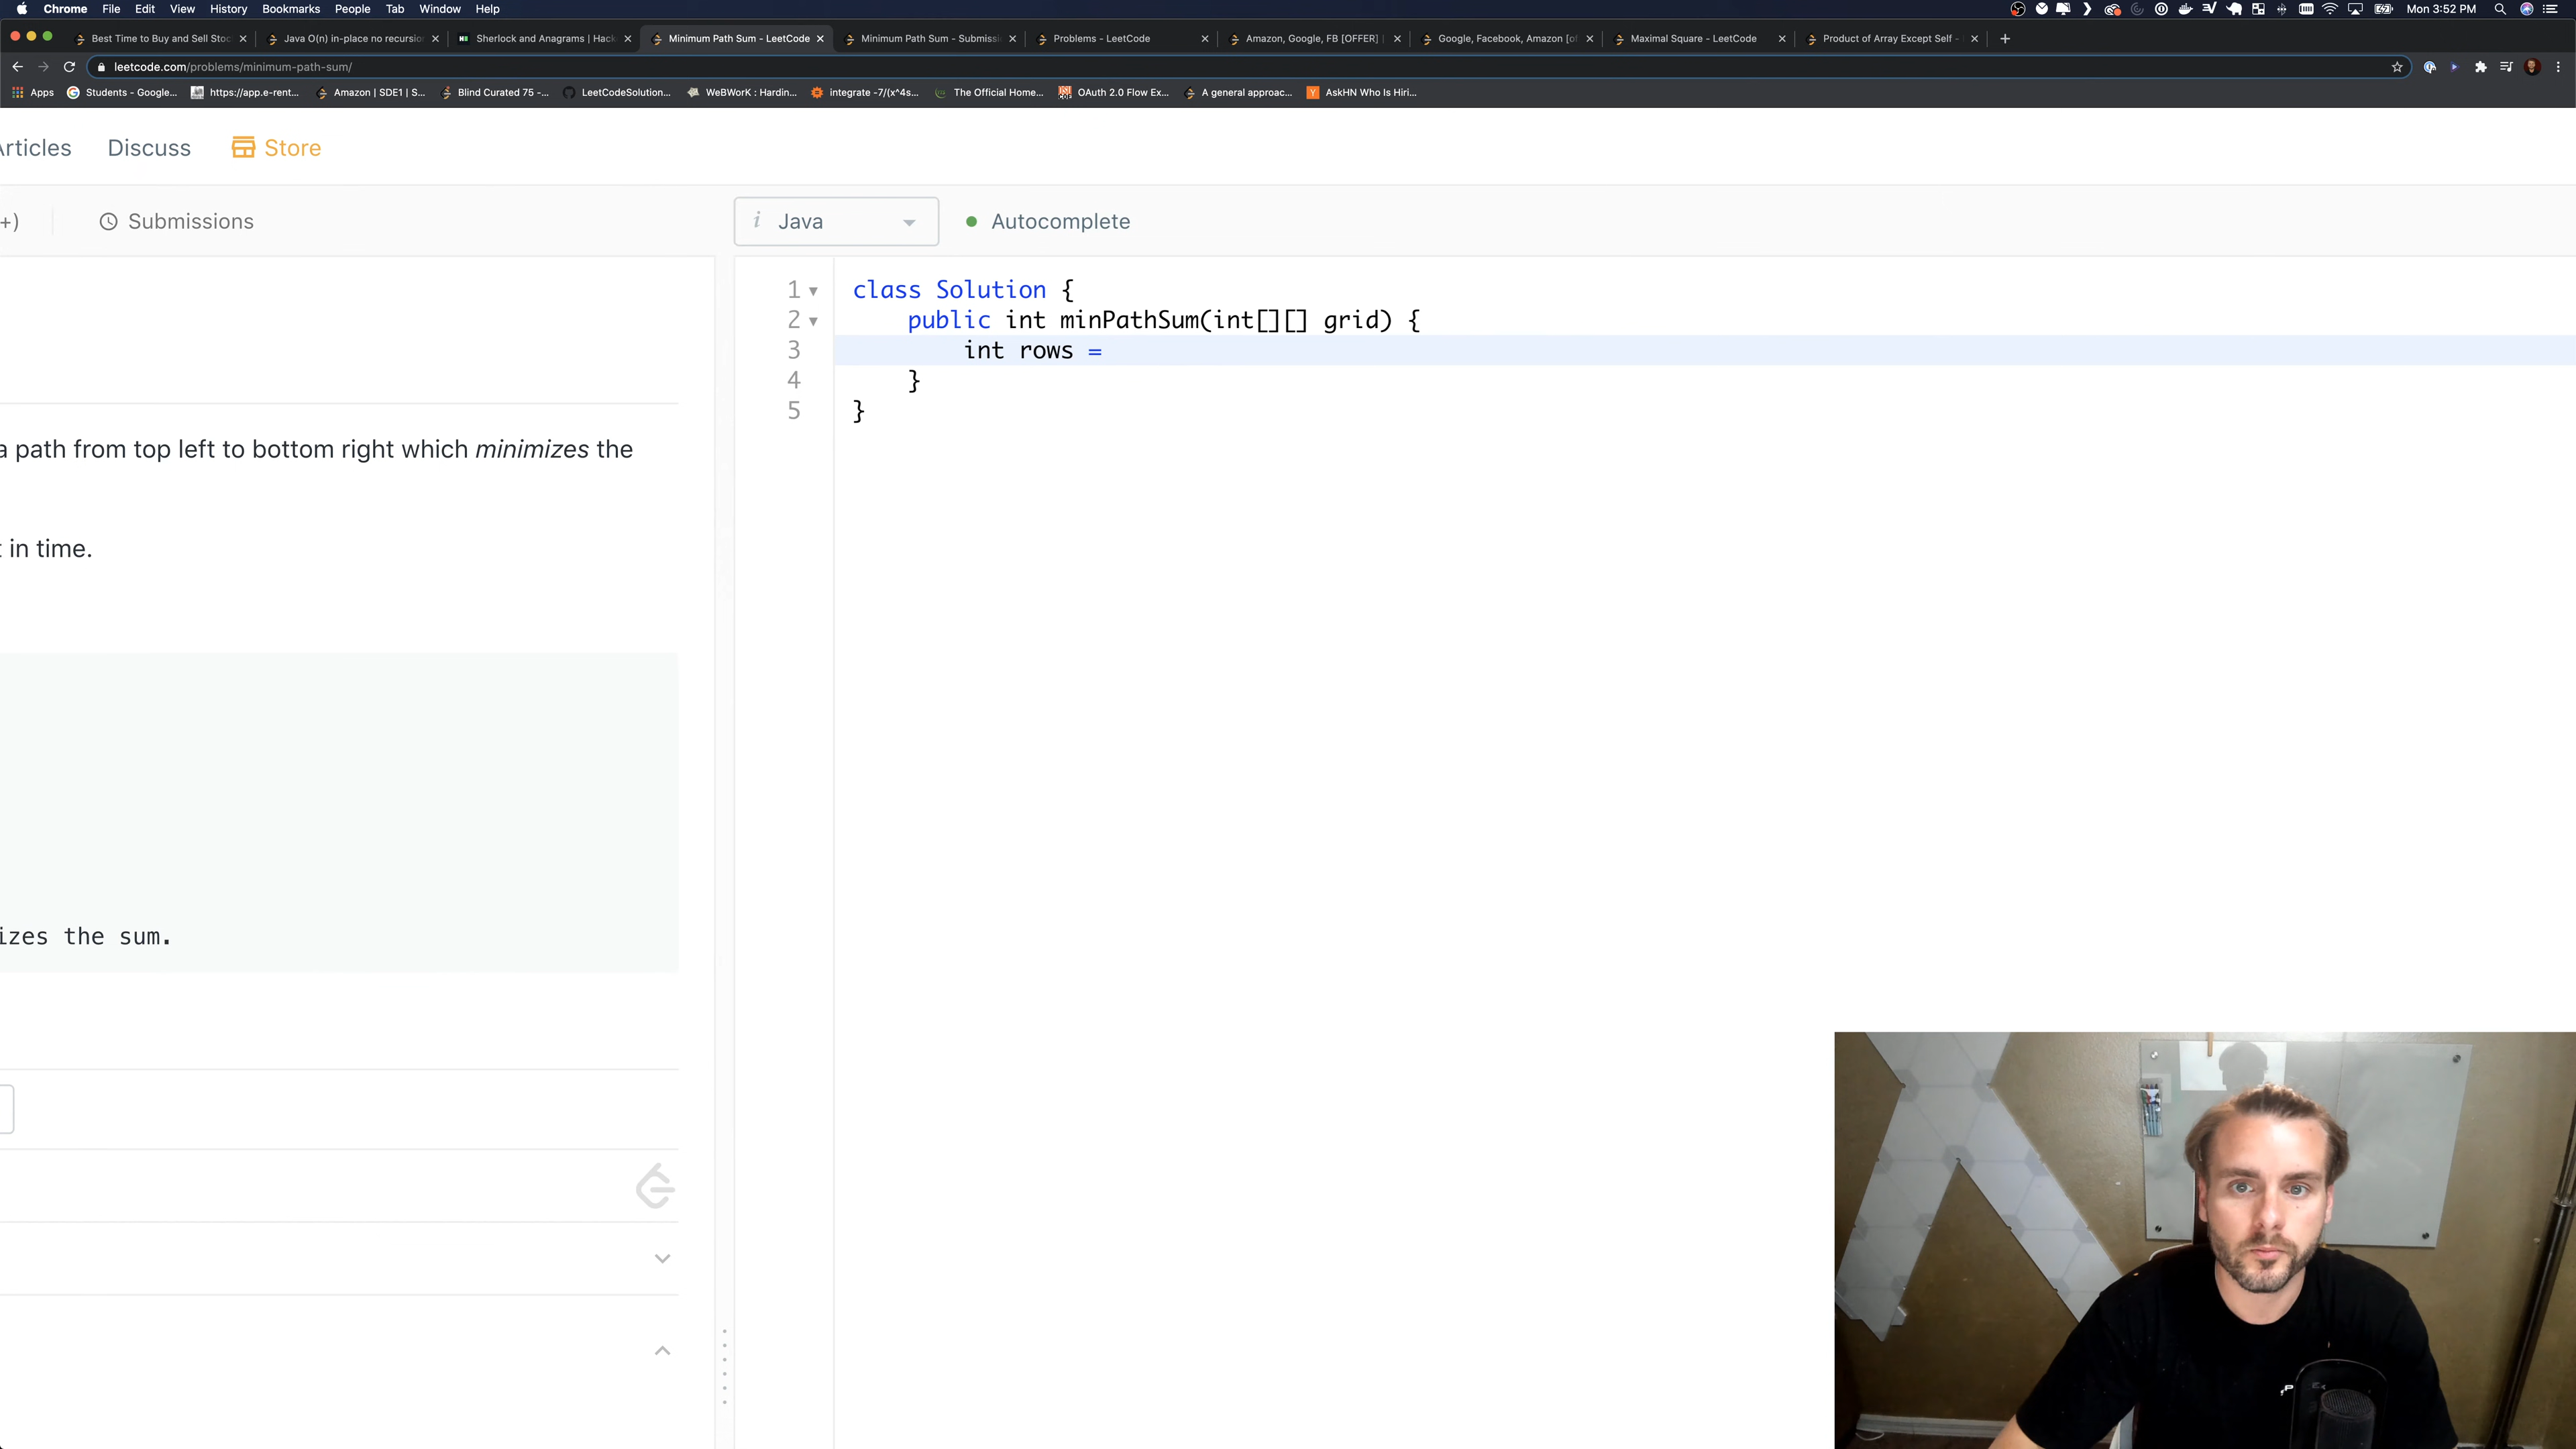 Chrome File Edit View History Bookmarks People Tab Window Help Mon 3:52 PM
Best Time to Buy and Sell Stoc Java O(n) in-place no recursio Sherlock and Anagrams | Hack Minimum Path Sum - LeetCode Minimum Path Sum - Submissi Problems - LeetCode Amazon, Google, FB [OFFER] Google, Facebook, Amazon [o Maximal Square - LeetCode Product of Array Except Self -
leetcode.com/problems/minimum-path-sum/
Apps Students - Google... https://app.e-rent... Amazon | SDE1 | S... Blind Curated 75 -... LeetCodeSolution... WeBWorK : Hardin... integrate -7/(x^4s... The Official Home... OAuth 2.0 Flow Ex... A general approac... Y AskHN Who Is Hiri...
Articles Discuss Store
+) Submissions i Java Autocomplete
1 class Solution {
2 public int minPathSum(int[][] grid) {
3 int rows =
4 }
5 }
a path from top left to bottom right which minimizes the
t in time.
izes the sum.